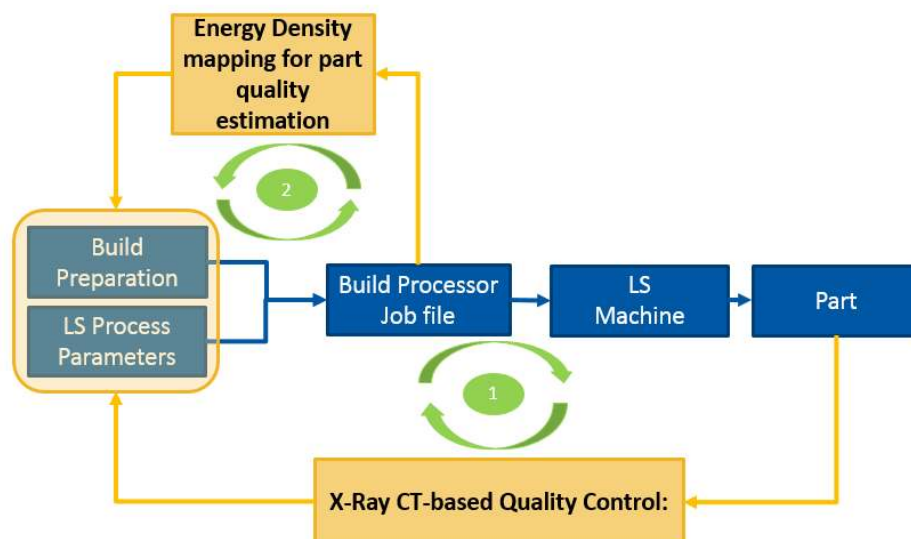 Energy Density
mapping for part
quality
estimation
2
Build
Preparation
LS Process
Parameters
Build Processor
Job file
LS
Machine
Part
1
X-Ray CT-based Quality Control: